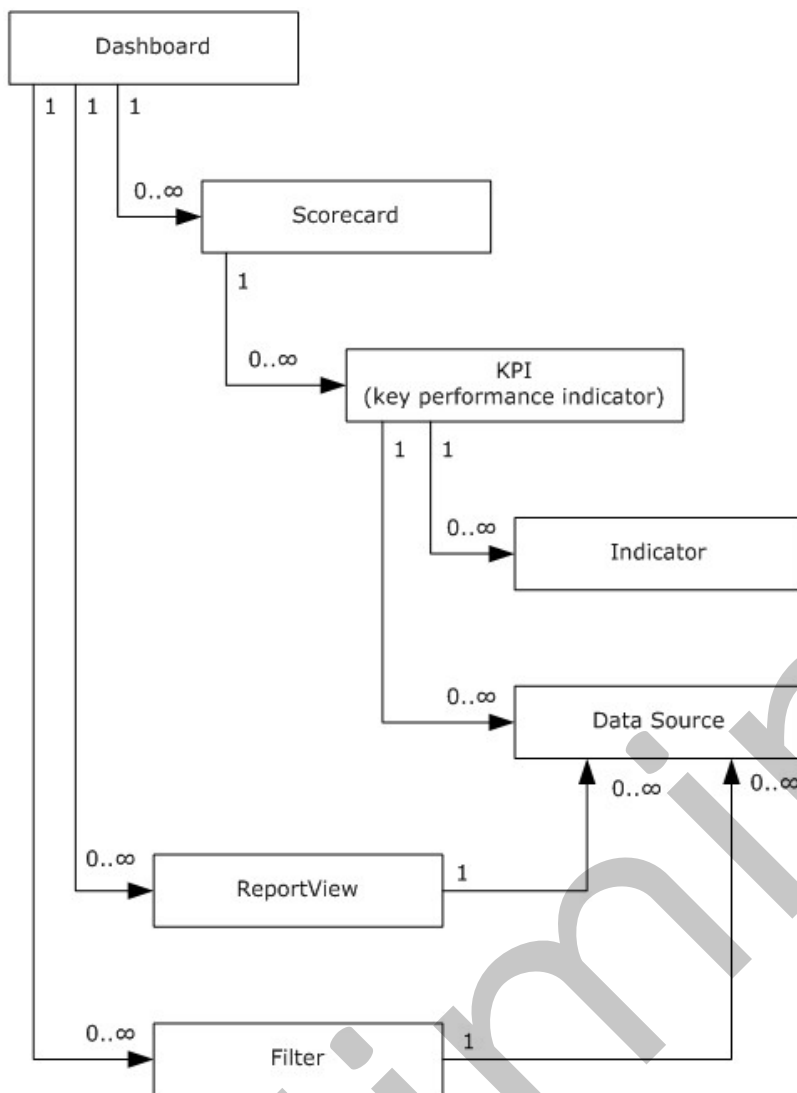 Dashboard
1 1 1
0..∞
Scorecard
1
0..∞
KPI
(key performance indicator)
1 1
0..∞
Indicator
0..∞
Data Source
0..∞ 0..∞
0..∞
ReportView
1
0..∞
Filter
1